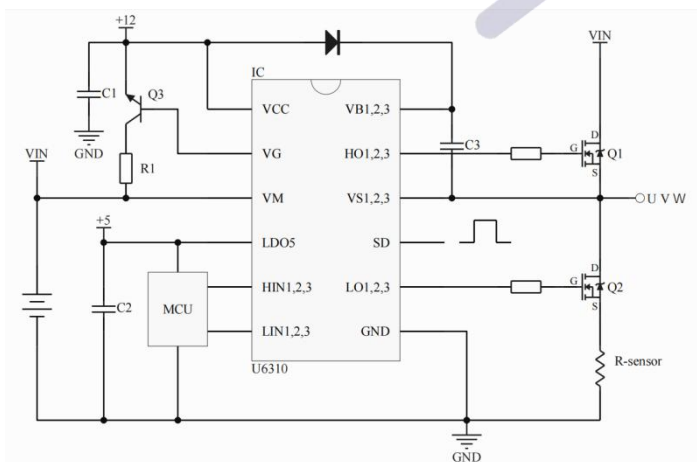 +12
VIN
IC
C1
Q3
VCC
VB1,2,3
D
VIN
GND
VG
HO1,2,3
C3
G
Q1
R1
S
VM
VS1,2,3
U V W
+5
LDO5
SD
D
C2
MCU
HIN1,2,3
LO1,2,3
G
Q2
S
LIN1,2,3
GND
U6310
R-sensor
GND